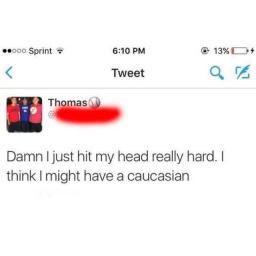 ●●○○○ Sprint 6:10 PM 13%
Tweet
Thomas
@
Damn I just hit my head really hard. I
think I might have a caucasian